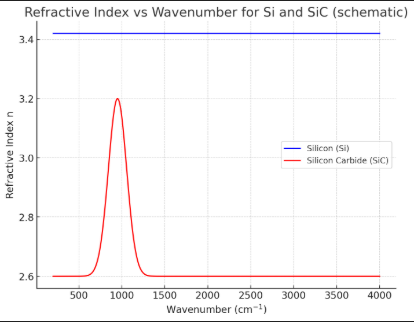 Refractive Index vs Wavenumber for Si and SiC (schematic)
3.4
3.2
3.0
2.8
2.6
Refractive Index n
Silicon (Si)
Silicon Carbide (SiC)
500 1000 1500 2000 2500 3000 3500 4000
Wavenumber (cm⁻¹)